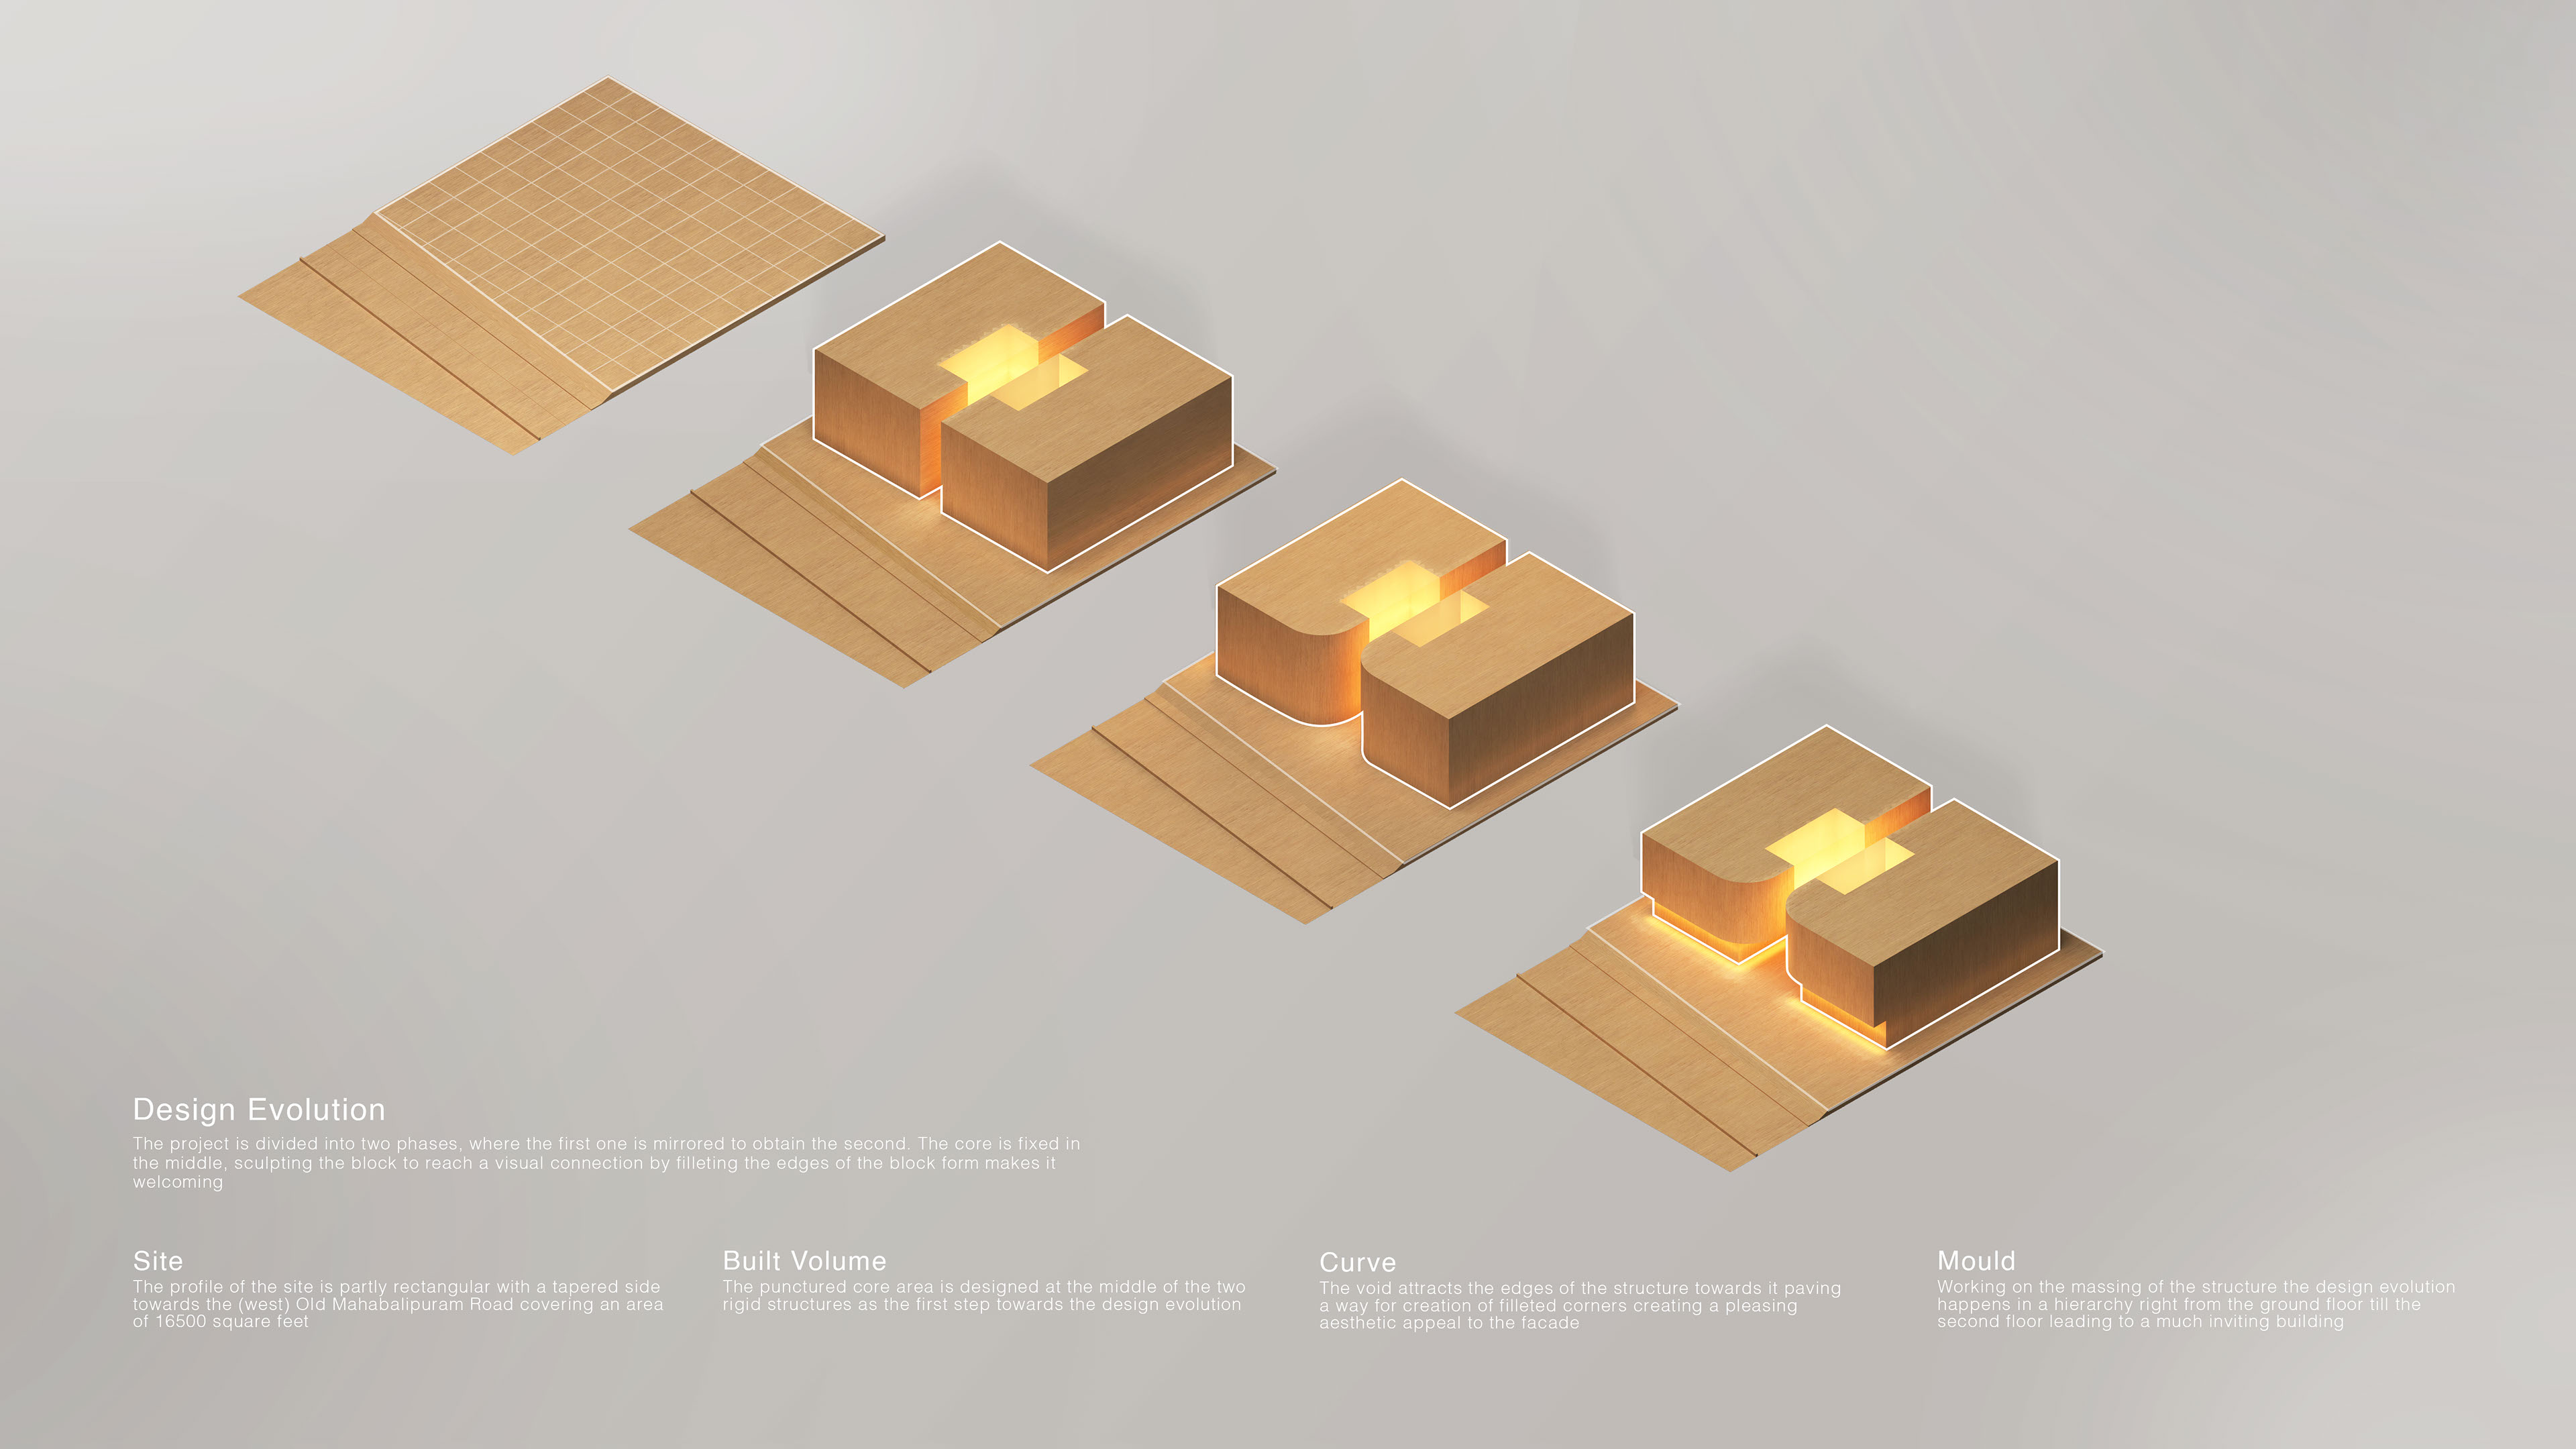 Design Evolution
The project is divided into two phases, where the first one is mirrored to obtain the second. The core is fixed in
the middle, sculpting the block to reach a visual connection by filleting the edges of the block form makes it
welcoming
Site
The profile of the site is partly rectangular with a tapered side
towards the (west) Old Mahabalipuram Road covering an area
of 16500 square feet
Built Volume
The punctured core area is designed at the middle of the two
rigid structures as the first step towards the design evolution
Curve
The void attracts the edges of the structure towards it paving
a way for creation of filleted corners creating a pleasing
aesthetic appeal to the facade
Mould
Working on the massing of the structure the design evolution
happens in a hierarchy right from the ground floor till the
second floor leading to a much inviting building